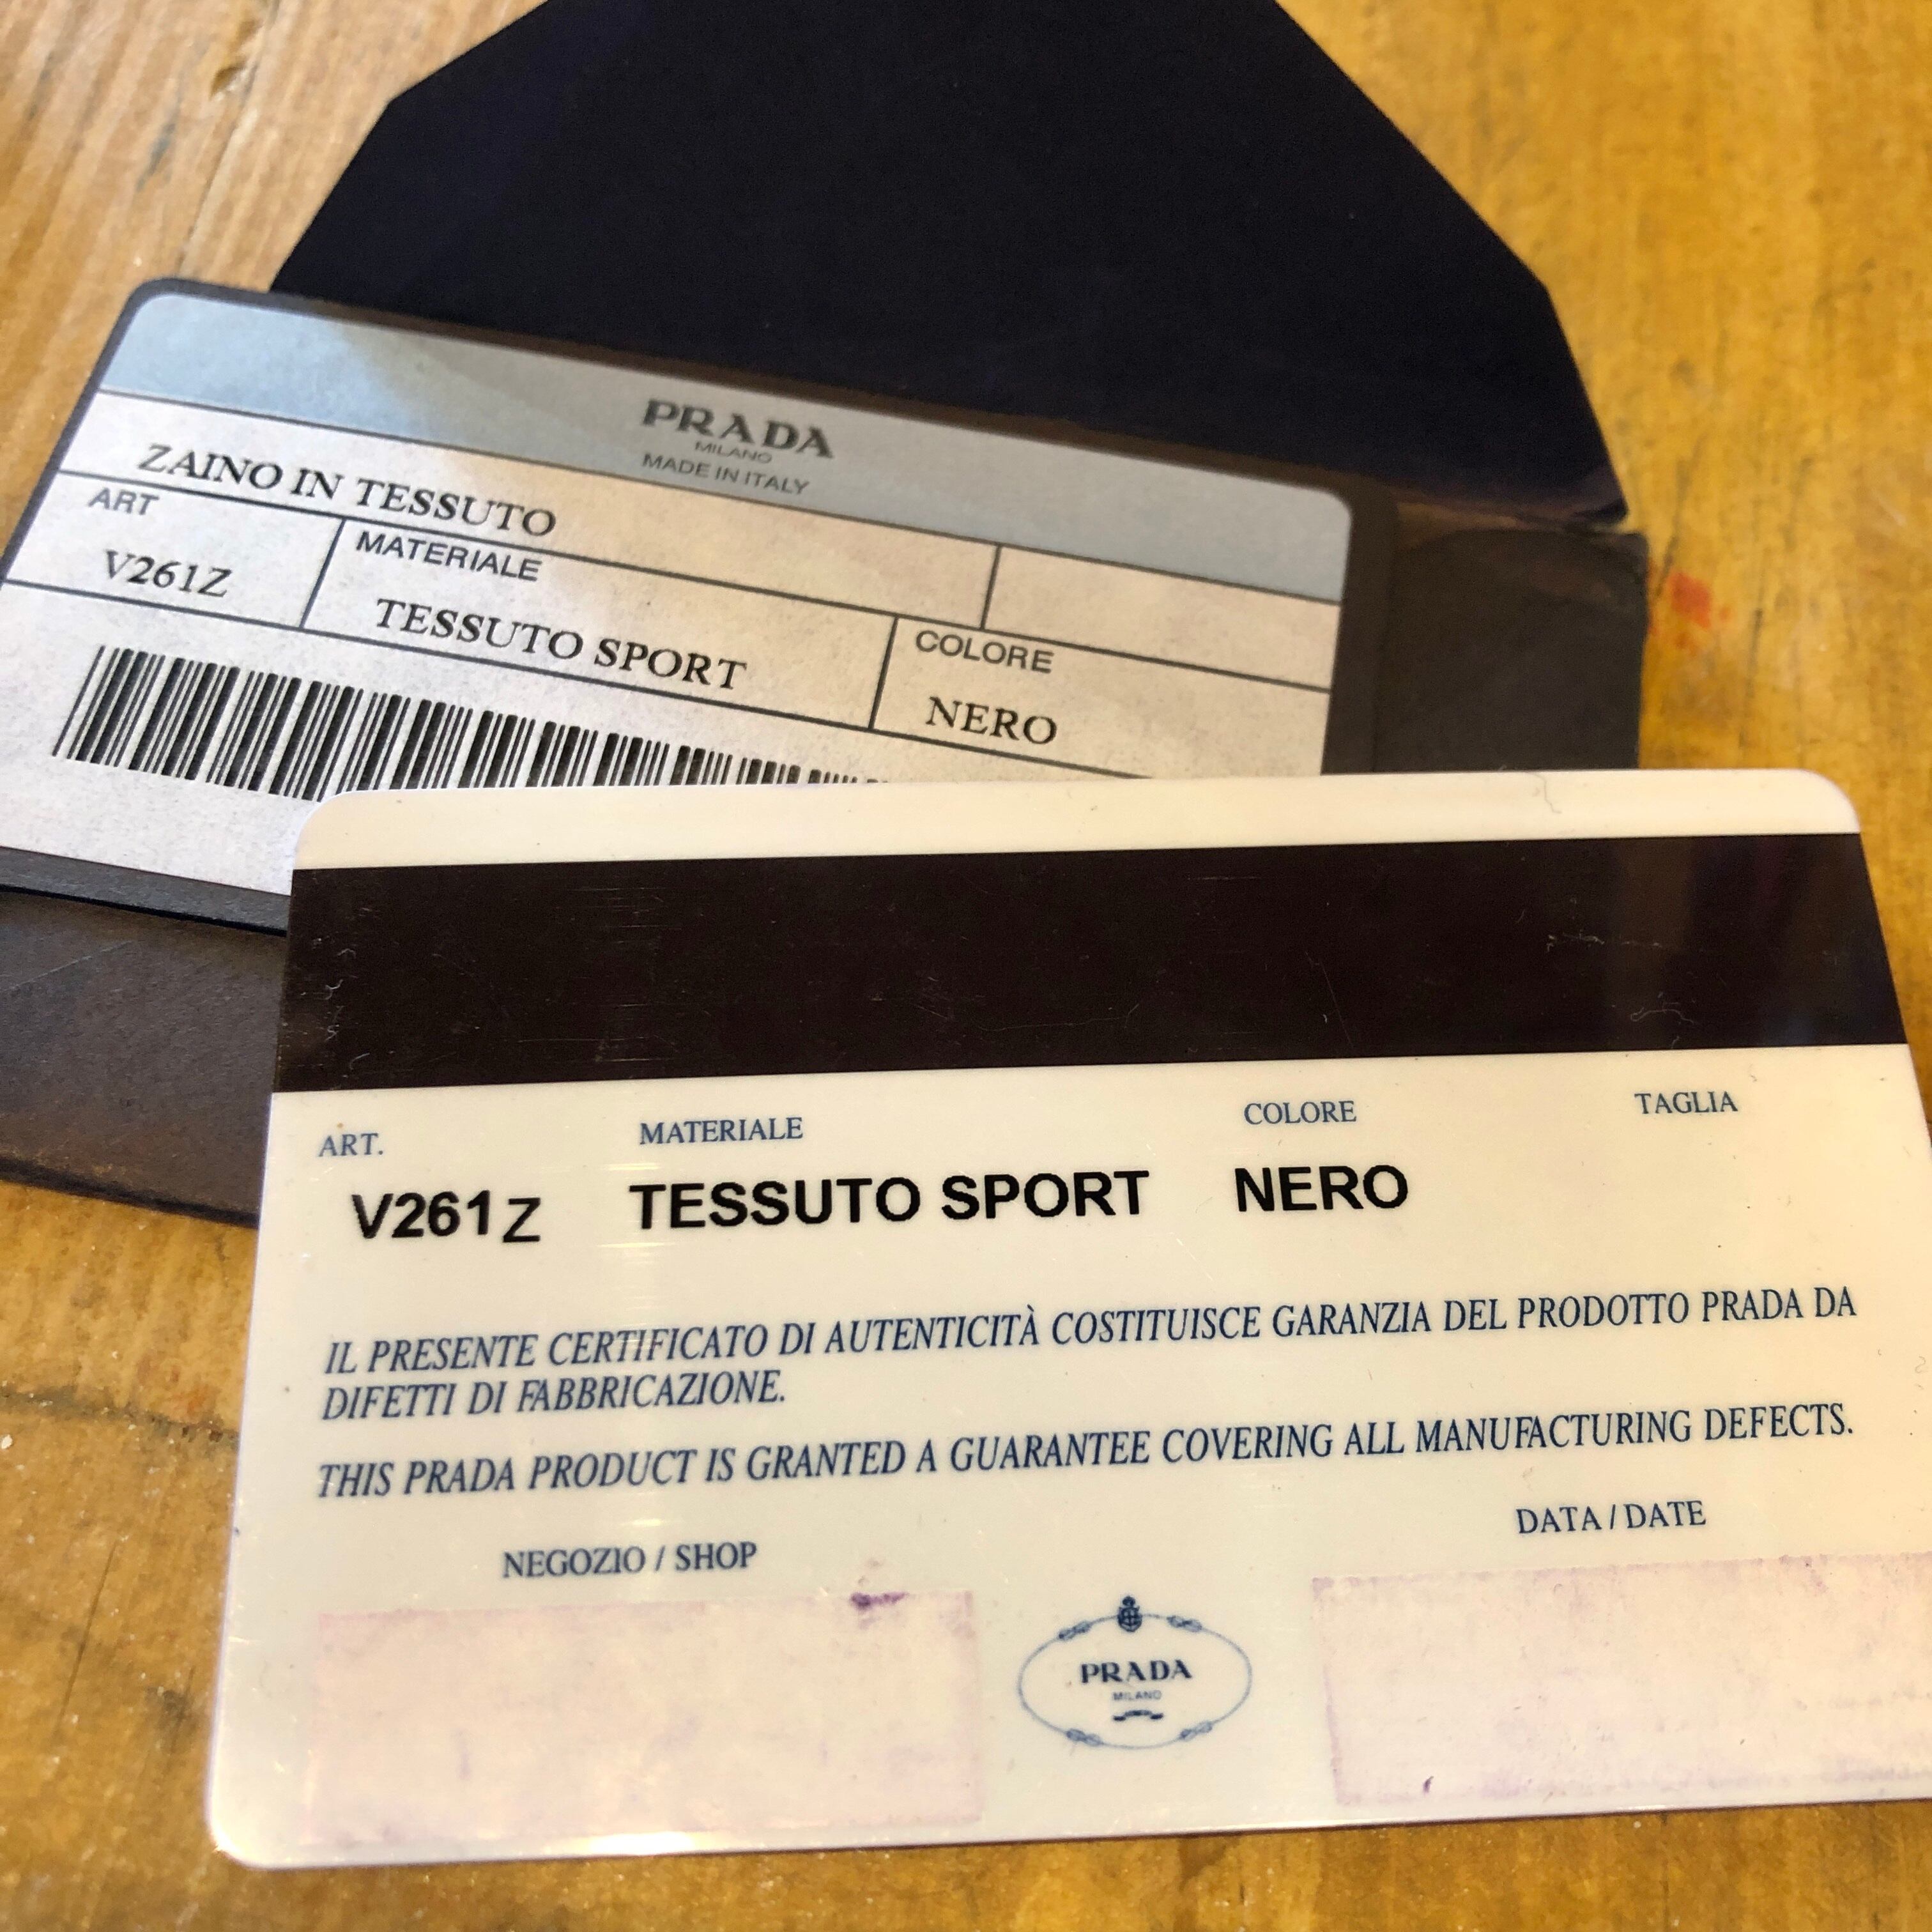 PRADA
MILANO
MADE IN ITALY
ZAINO IN TESSUTO
ART MATERIALE COLORE
V261Z TESSUTO SPORT NERO
ART. MATERIALE COLORE TAGLIA
V261Z TESSUTO SPORT NERO
IL PRESENTE CERTIFICATO DI AUTENTICITÀ COSTITUISCE GARANZIA DEL PRODOTTO PRADA DA
DIFETTI DI FABBRICAZIONE.
THIS PRADA PRODUCT IS GRANTED A GUARANTEE COVERING ALL MANUFACTURING DEFECTS.
NEGOZIO / SHOP DATA / DATE
PRADA
MILANO